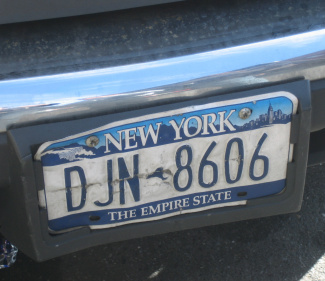 NEW YORK
DJN 8606
THE EMPIRE STATE